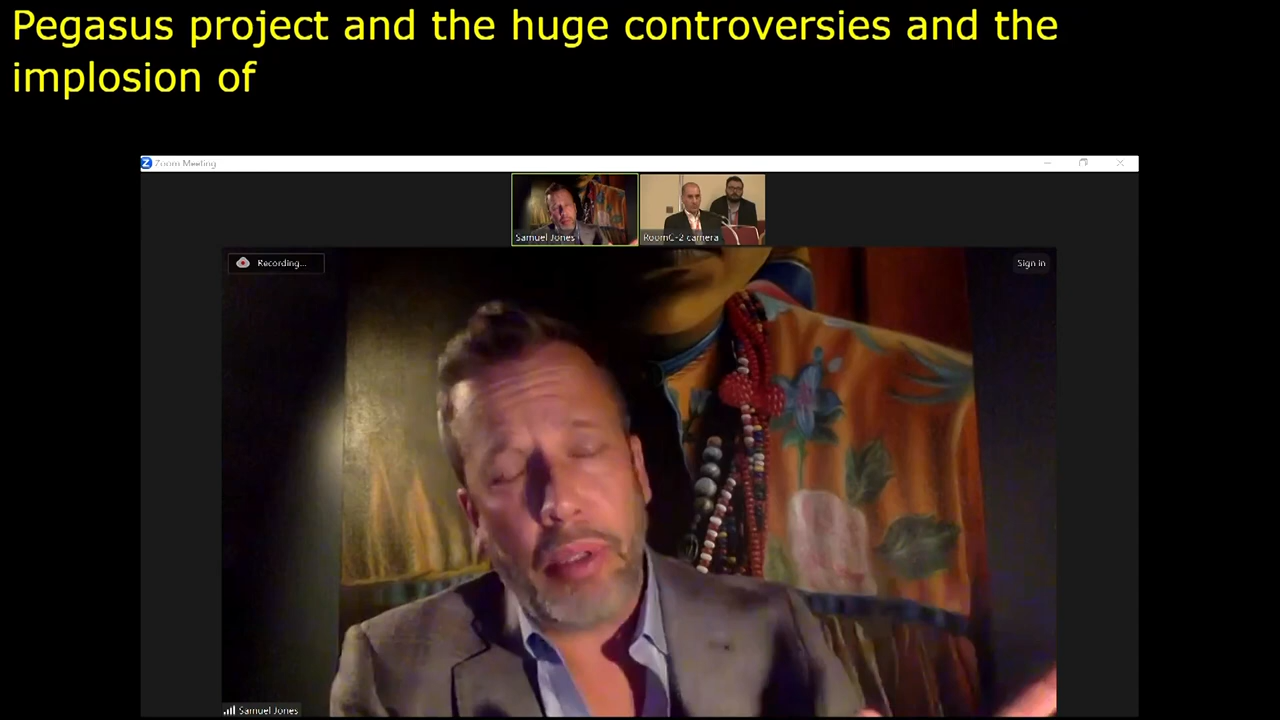 Pegasus project and the huge controversies and the
implosion of
Zoom Meeting
Samuel Jones
RoomC-2 camera
Recording...
Sign in
Samuel Jones